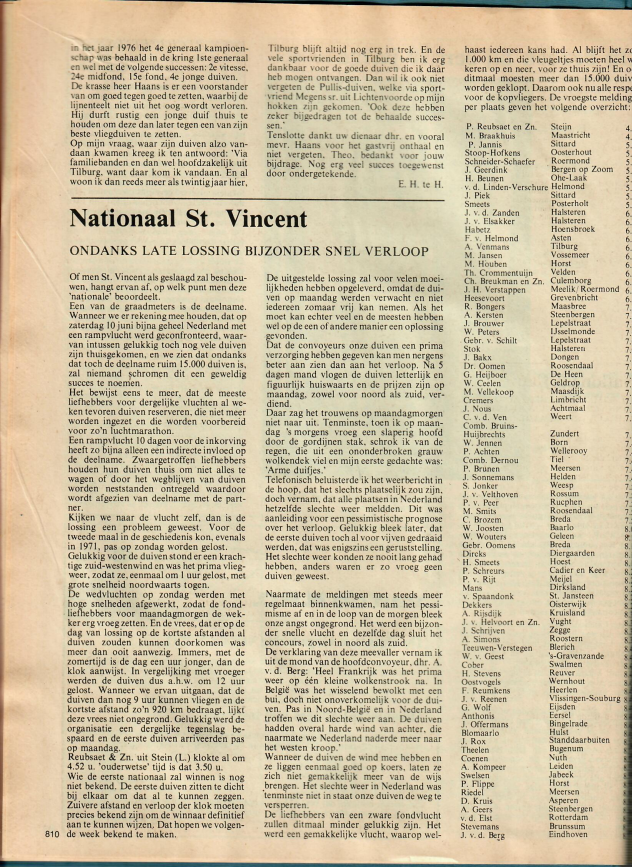 in het jaar 1976 het 4e generaal kampioen-
schap was behaald in de kring 1ste generaal
en wel met de volgende successen: 2e vitesse,
24e midfond, 15e fond, 4e jonge duiven.
De krasse heer Haans is er een voorstander
van om goed tegen goed te zetten, waarbij de
lijnenteelt niet uit het oog wordt verloren.
Hij durft rustig een jonge duif thuis te
houden om deze dan later tegen een van zijn
beste vliegduiven te zetten.
Op mijn vraag, waar zijn duiven alzo van-
daan kwamen kreeg ik ten antwoord: 'Via
familiebanden en dan wel hoofdzakelijk uit
Tilburg, want daar kom ik vandaan. En al
woon ik dan reeds meer als twintig jaar hier,
Tilburg blijft altijd nog erg in trek. En de
vele sportvrienden in Tilburg ben ik erg
dankbaar voor de goede duiven die ik daar
heb mogen ontvangen. Dan wil ik ook niet
vergeten de Pullis-duiven, welke via sport-
vriend Megens sr. uit Lichtenvoorde op mijn
hokken zijn gekomen. 'Ook deze hebben
zeker bijgedragen tot de behaalde succes-
sen.'
Tenslotte dankt uw dienaar dhr. en vooral
mevr. Haans voor het gastvrij onthaal en
niet vergeten, Theo, bedankt voor jouw
bijdrage. Nog erg veel succes toegewenst
door ondergetekende.
E. H. te H.
Nationaal St. Vincent
ONDANKS LATE LOSSING BIJZONDER SNEL VERLOOP
Of men St. Vincent als geslaagd zal beschou-
wen, hangt ervan af, op welk punt men deze
'nationale' beoordeelt.
Een van de graadmeters is de deelname.
Wanneer we er rekening mee houden, dat op
zaterdag 10 juni bijna geheel Nederland met
een rampvlucht werd geconfronteerd, waar-
van intussen gelukkig toch nog vele duiven
zijn thuisgekomen, en we zien dat ondanks
dat toch de deelname ruim 15.000 duiven is,
zal niemand schromen dit een geweldig
succes te noemen.
Het bewijst eens te meer, dat de meeste
liefhebbers voor dergelijke vluchten al we-
ken tevoren duiven reserveren, die niet meer
worden ingezet en die worden voorbereid
voor zo'n luchtmarathon.
Een rampvlucht 10 dagen voor de inkorving
heeft zo bijna alleen een indirecte invloed op
de deelname. Zwaargetroffen liefhebbers
houden hun duiven thuis om niet alles te
wagen of door het wegblijven van duiven
worden neststanden ontregeld waardoor
wordt afgezien van deelname met de part-
ner.
Kijken we naar de vlucht zelf, dan is de
lossing een probleem geweest. Voor de
tweede maal in de geschiedenis kon, evenals
in 1971, pas op zondag worden gelost.
Gelukkig voor de duiven stond er een krach-
tige zuid-westenwind en was het prima vlieg-
weer, zodat ze, eenmaal om 1 uur gelost, met
grote snelheid noordwaarts togen.
De wedvluchten op zondag werden met
hoge snelheden afgewerkt, zodat de fond-
liefhebbers voor maandagmorgen de wek-
ker erg vroeg zetten. En de vrees, dat er op de
dag van lossing op de kortste afstanden al
duiven zouden kunnen doorkomen was
meer dan ooit aanwezig. Immers, met de
zomertijd is de dag een uur jonger, dan de
klok aanwijst. In vergelijking met vroeger
werden de duiven dus a.h.w. om 12 uur
gelost. Wanneer we ervan uitgaan, dat de
duiven dan nog 9 uur kunnen vliegen en de
kortste afstand zo'n 920 km bedraagt, lijkt
deze vrees niet ongegrond. Gelukkig werd de
organisatie een dergelijke tegenslag be-
spaard en de eerste duiven arriveerden pas
op maandag.
Reubsaet & Zn. uit Stein (L.) klokte al om
4.52 u. 'ouderwetse' tijd is dat 3.50 u.
Wie de eerste nationaal zal winnen is nog
niet bekend. De eerste duiven zitten te dicht
bij elkaar om dat al te kunnen zeggen.
Zuivere afstand en verloop der klok moeten
precies bekend zijn om de winnaar definitief
aan te kunnen wijzen. Dat hopen we volgen-
de week bekend te maken.
De uitgestelde lossing zal voor velen moei-
lijkheden hebben opgeleverd, omdat de dui-
ven op maandag werden verwacht en niet
iedereen zomaar vrij kan nemen. Als het
moet kan echter veel en de meesten hebben
wel op de een of andere manier een oplossing
gevonden.
Dat de convoyeurs onze duiven een prima
verzorging hebben gegeven kan men nergens
beter aan zien dan aan het verloop. Na 5
dagen mand vlogen de duiven letterlijk en
figuurlijk huiswaarts en de prijzen zijn op
maandag, zowel voor noord als zuid, ver-
diend.
Daar zag het trouwens op maandagmorgen
niet naar uit. Tenminste, toen ik op maan-
dag 's morgens vroeg een slaperig hoofd
door de gordijnen stak, schrok ik van de
regen, die uit een ononderbroken grauw
wolkendek viel en mijn eerste gedachte was:
'Arme duifjes.'
Telefonisch beluisterde ik het weerbericht in
de hoop, dat het slechts plaatselijk zou zijn,
doch vernam, dat alle plaatsen in Nederland
hetzelfde slechte weer meldden. Dit was
aanleiding voor een pessimistische prognose
over het verloop. Gelukkig bleek later, dat
de eerste duiven toch al voor vijven gedraaid
werden, dat was enigszins een geruststelling.
Het slechte weer konden ze nooit lang gehad
hebben, anders waren er zo vroeg geen
duiven geweest.
Naarmate de meldingen met steeds meer
regelmaat binnenkwamen, nam het pessi-
misme af en in de loop van de morgen bleek
onze angst ongegrond. Het werd een bijzon-
der snelle vlucht en dezelfde dag sluit het
concours, zowel in noord als zuid.
De verklaring van deze meevaller vernam ik
uit de mond van de hoofdconvoyeur, dhr. A.
v. d. Berg: 'Heel Frankrijk was het prima
weer op één kleine wolkenstrook na. In
België was het wisselend bewolkt met een
bui, doch niet onoverkomelijk voor de dui-
ven. Pas in Noord-België en in Nederland
troffen we dit slechte weer aan. De duiven
hadden overal harde wind van achter, die
naarmate we Nederland naderde meer naar
het westen kroop.'
Wanneer de duiven de wind mee hebben en
ze liggen eenmaal goed op koers, laten ze
zich niet gemakkelijk meer van de wijs
brengen. Het slechte weer in Nederland was
'tenminste niet in staat onze duiven de weg te
versperren.
De liefhebbers van een zware fondvlucht
zullen ditmaal minder gelukkig zijn. Het
werd een gemakkelijke vlucht, waarop wel-
haast iedereen kans had. Al blijft het
1.000 km en die vleugeltjes moeten heel
keren op en neer, voor ze thuis zijn! En
ditmaal moesten meer dan 15.000
worden geklopt. Daarom ook nu alle
voor de kopvliegers. De vroegste
per plaats geven het volgende overzicht:
P. Reubsaet en Zn. Steijn 4.
M. Braakhuis Maastricht 4.
P. Jannis Sittard 5.
Stoop-Hofkens Oosterhout 5.
Schneider-Schaefer Roermond 5.
J. Geerdink Bergen op Zoom 5.
H. Beunen Ohe-Laak 5.
v. d. Linden-Verschure Helmond 5.
J. Piek Sittard 5.
Smeets Posterholt 5.
J. v. d. Zanden Halsteren 6.
J. v. Elsakker Halsteren 6.
Habetz Hoensbroek 6.
F. v. Helmond Asten 6.
A. Venmans Tilburg 6.
M. Jansen Vossemeer 6.
M. Houben Horst 6.
Th. Crommentuijn Velden 6.
Ch. Breukman en Zn. Culemborg 6.
J. H. Verstappen Meelik/Roermond 6.
Heesevoort Grevenbricht 6.
R. Bongers Maasbree 6.
A. Kersten Steenbergen 7.
J. Brouwer Lepelstraat 7.
W. Peters IJsselmonde 7.
Gebr. v. Schilt Lepelstraat 7.
Stok Halsteren 7.
J. Bakx Dongen 7.
Dr. Oomen Roosendaal 7.
G. Heijboer De Heen 7.
W. Ceelen Geldrop 7.
M. Vellekoop Maasdijk 7.
Cremers Limbricht 7.
J. Nous Achtmaal 7.
C. v. d. Ven Weert 7.
Comb. Bruins-
Huijbrechts Zundert 7.
W. Jennen Born 7.
P. Achten Wellerooy 7.
Comb. Dernou Tiel 7.
P. Brunen Meersen 7.
J. Sonnemans Helden 7.
S. Jonker Weesp 7.
J. v. Velthoven Rossum 7.
P. v. Peer Rucphen 7.
M. Smits Roosendaal 7.
C. Brozem Breda
W. Joosten Baarlo
W. Wouters Geleen
Gebr. Oomens Breda
Dircks Diergaarden
H. Smeets Hoest
P. Schreurs Cadier en Keer
P. v. Rijt Meijel
Mans Dirksland
v. Spaandonk St. Jansteen
Dekkers Oisterwijk
A. Rijsdijk Kruisland
J. v. Helvoort en Zn. Vught
J. Schrijven Zegge
A. Simons Roostern
Teeuwen-Verstegen Blerich
W. v. Geest 's-Gravenzande
Cober Swalmen
H. Stevens Reuver
Oostvogels Wernhout
F. Reumkens Heerlen
J. v. Reenen Vlissingen-Souburg
G. Wolf Eijsden
Anthonis Eersel
J. Offermans Bingelrade
Blomaarlo Hulst
J. Rox Standdaarbuiten
Theelen Bugenum
Coenen Nuth
A. Kompeer Leiden
Swelsen Jabeek
P. Flippe Horst
Riedel Meersen
D. Kruis Asperen
A. Geers Steenbergen
v. d. Elst Rotterdam
Stevemans Brunssum
J. v. d. Berg Eindhoven
810